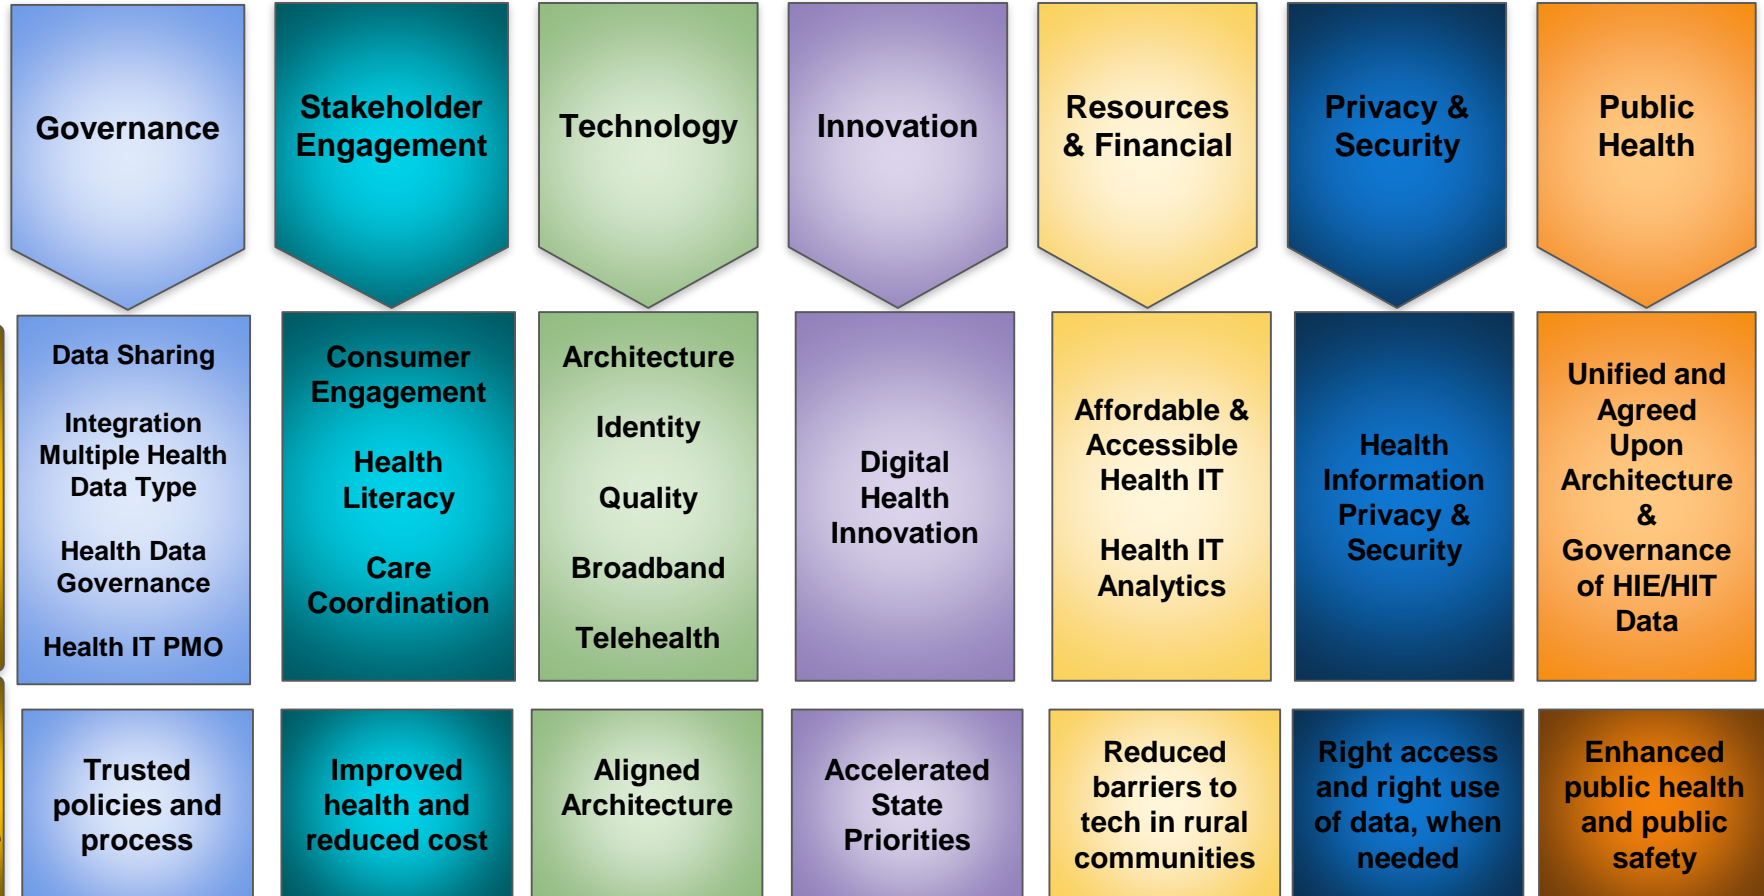 Governance
Stakeholder
Engagement
Technology
Innovation
Resources
& Financial
Privacy &
Security
Public
Health
Data Sharing
Integration
Multiple Health
Data Type
Health Data
Governance
Health IT PMO
Consumer
Engagement
Health
Literacy
Care
Coordination
Architecture
Identity
Quality
Broadband
Telehealth
Digital
Health
Innovation
Affordable &
Accessible
Health IT
Health IT
Analytics
Health
Information
Privacy &
Security
Unified and
Agreed
Upon
Architecture
&
Governance
of HIE/HIT
Data
Trusted
policies and
process
Improved
health and
reduced cost
Aligned
Architecture
Accelerated
State
Priorities
Reduced
barriers to
tech in rural
communities
Right access
and right use
of data, when
needed
Enhanced
public health
and public
safety